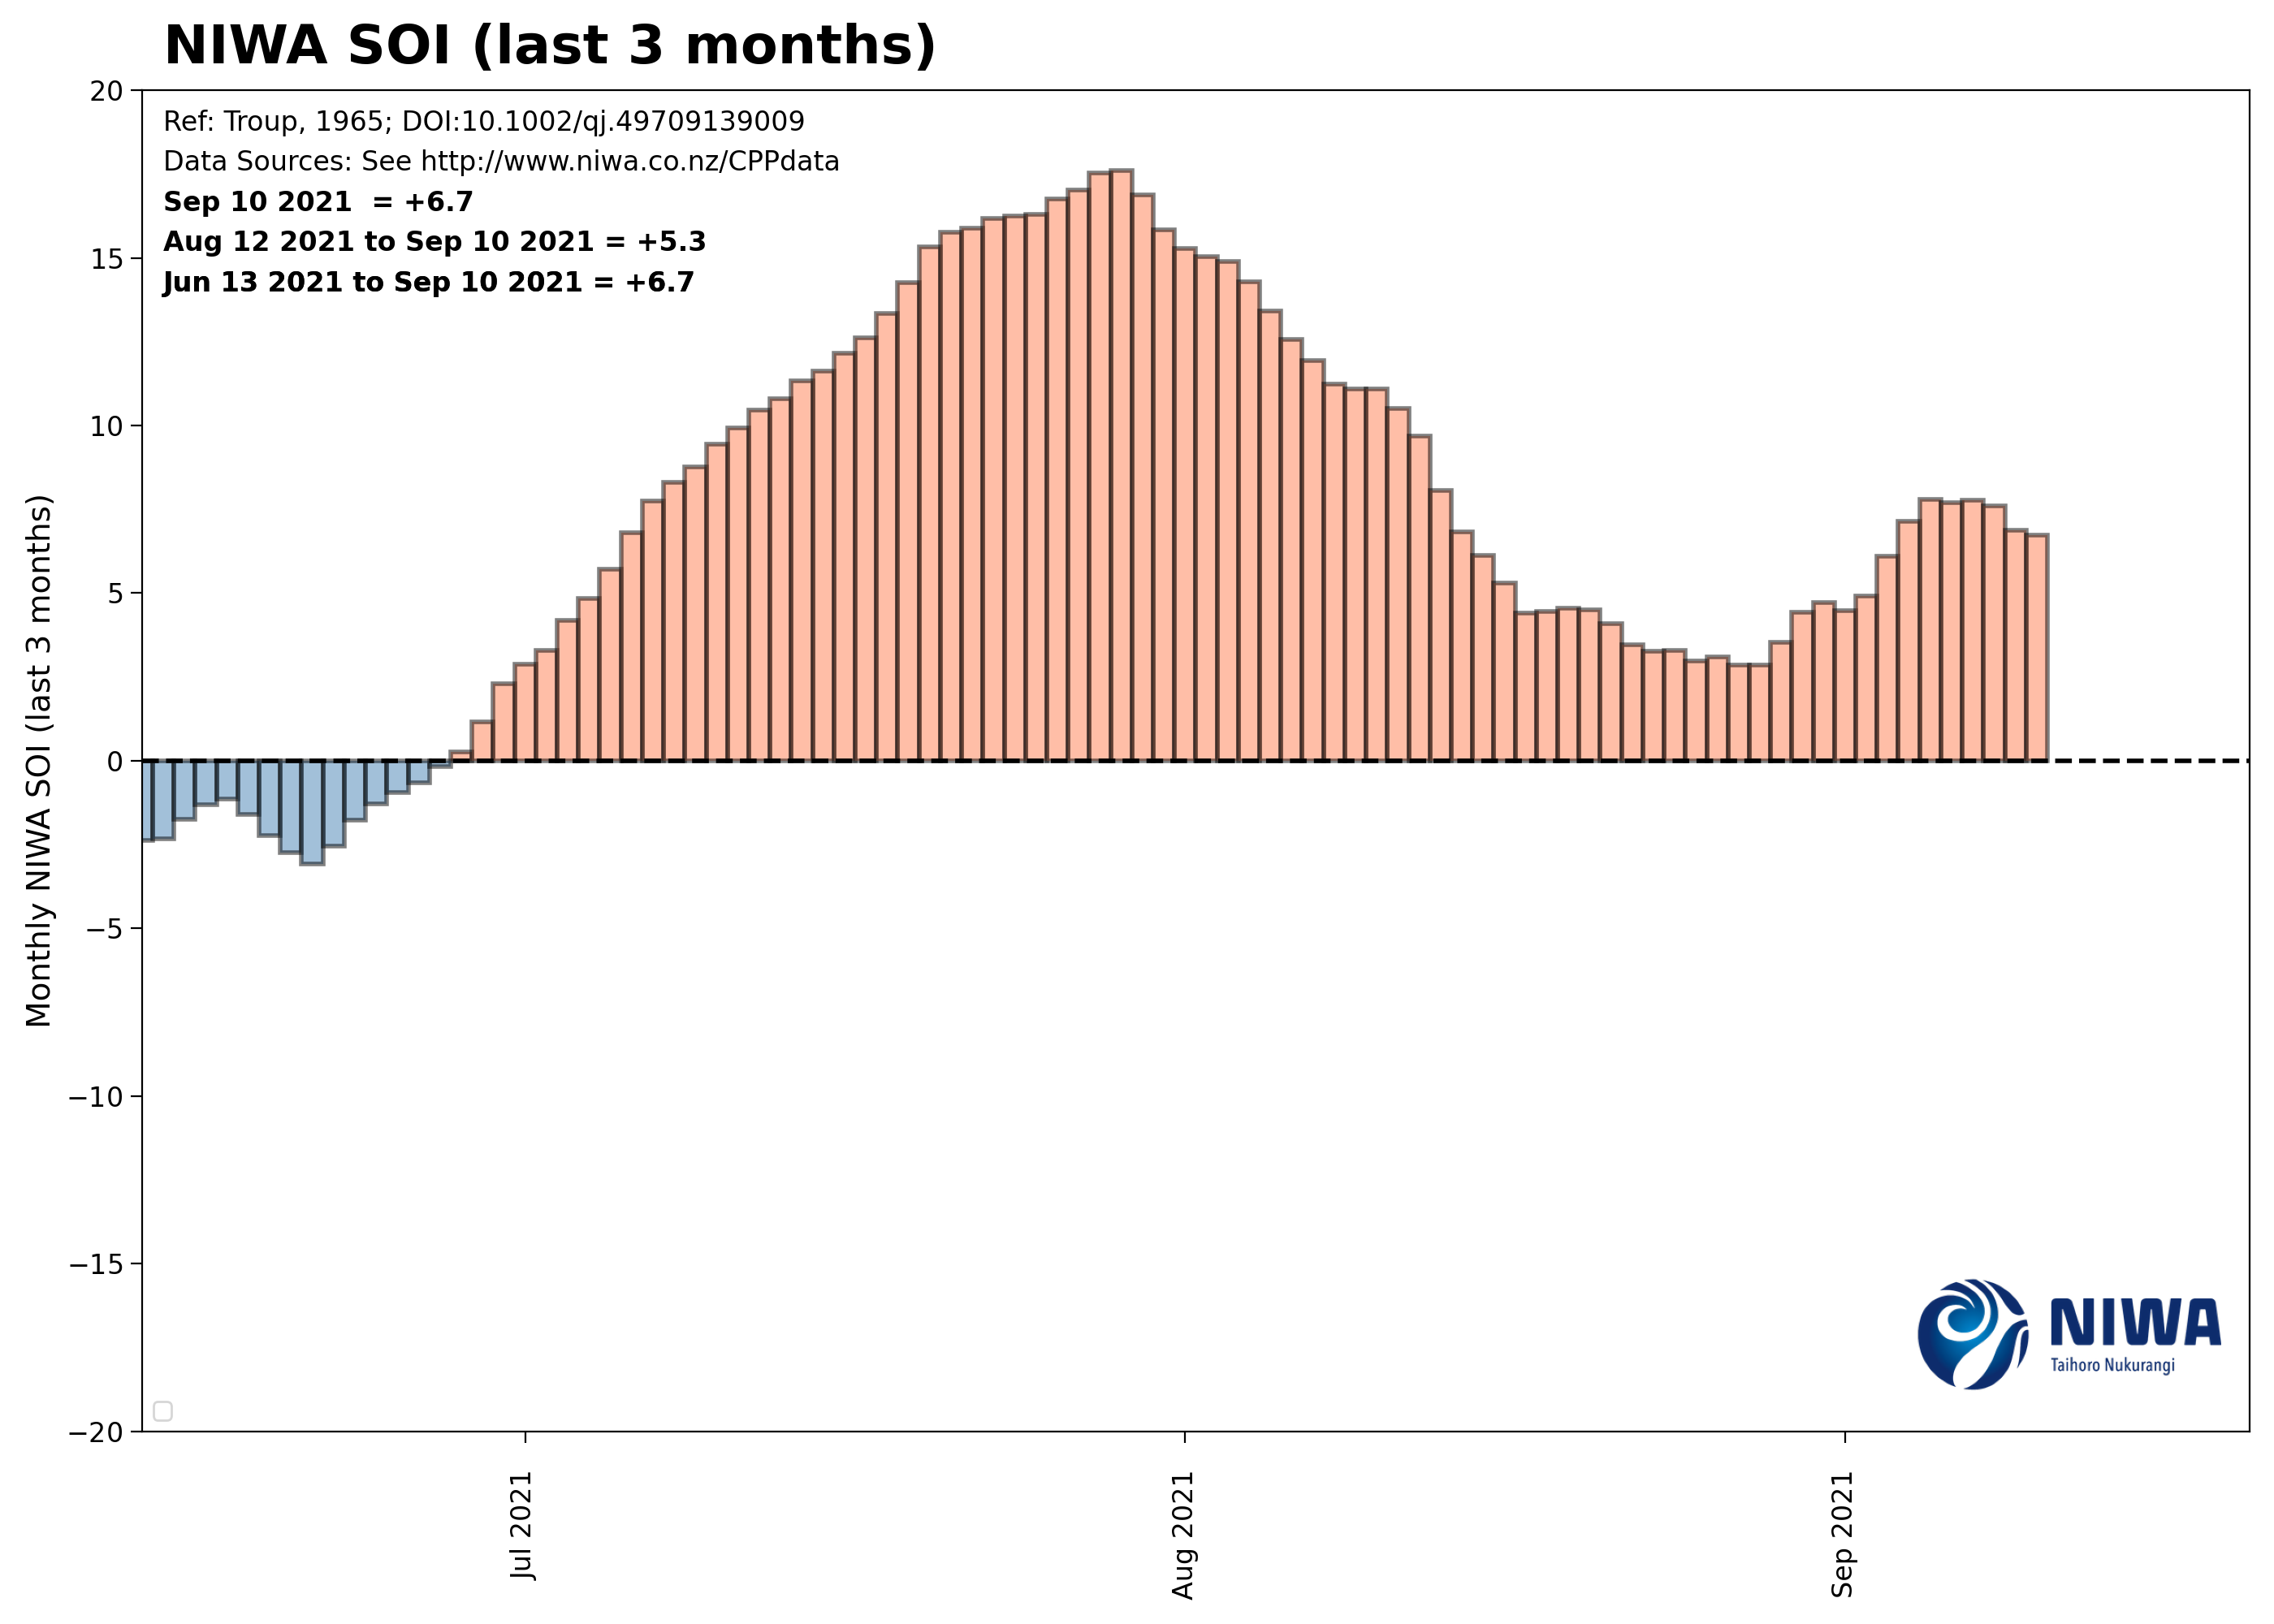 NIWA SOI (last 3 months)
Ref: Troup, 1965; DOI:10.1002/qj.49709139009
Data Sources: See http://www.niwa.co.nz/CPPdata
Sep 10 2021  = +6.7
Aug 12 2021 to Sep 10 2021 = +5.3
Jun 13 2021 to Sep 10 2021 = +6.7
Monthly NIWA SOI (last 3 months)
20
15
10
5
0
−5
−10
−15
−20
NIWA
Taihoro Nukurangi
Jul 2021
Aug 2021
Sep 2021